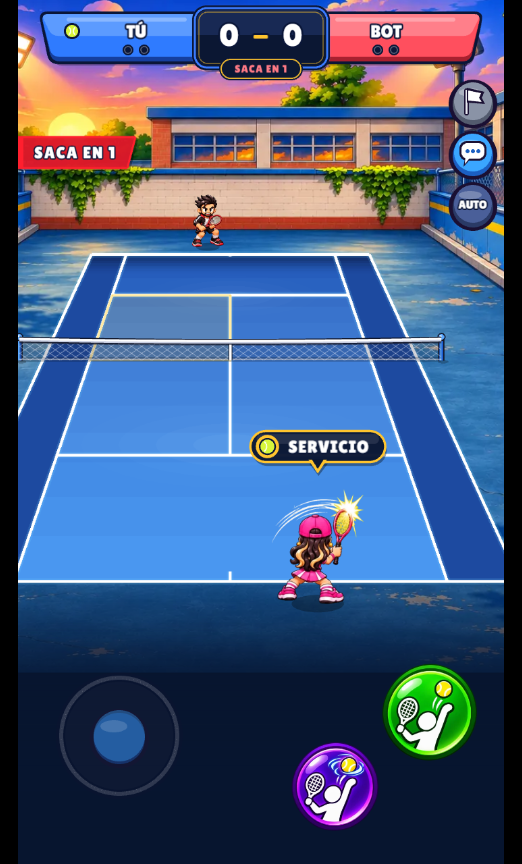 TÚ
0 – 0
BOT
SACA EN 1
SACA EN 1
AUTO
SERVICIO